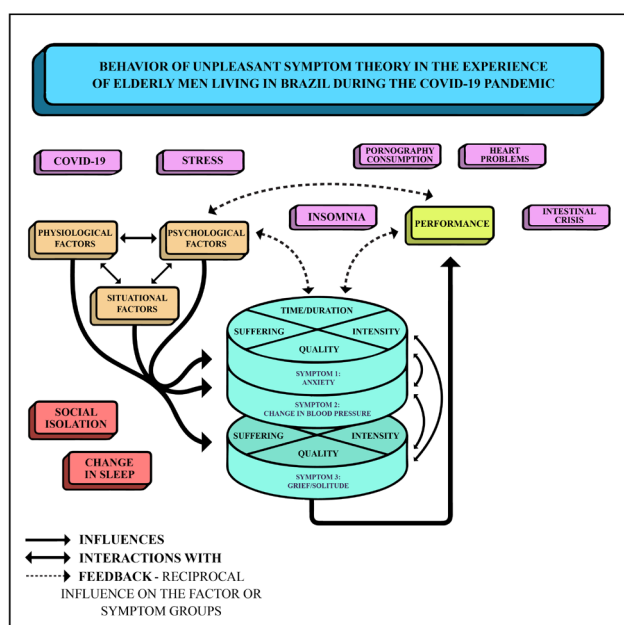 BEHAVIOR OF UNPLEASANT SYMPTOM THEORY IN THE EXPERIENCE
OF ELDERLY MEN LIVING IN BRAZIL DURING THE COVID-19 PANDEMIC
COVID-19
STRESS
PORNOGRAPHY
CONSUMPTION
HEART
PROBLEMS
INSOMNIA
PERFORMANCE
INTESTINAL
CRISIS
PHYSIOLOGICAL
FACTORS
PSYCHOLOGICAL
FACTORS
SITUATIONAL
FACTORS
TIME/DURATION
SUFFERING
INTENSITY
QUALITY
SYMPTOM 1:
ANXIETY
SYMPTOM 2:
CHANGE IN BLOOD PRESSURE
SUFFERING
INTENSITY
QUALITY
SYMPTOM 3:
GRIEF/SOLITUDE
SOCIAL
ISOLATION
CHANGE
IN SLEEP
INFLUENCES
INTERACTIONS WITH
FEEDBACK - RECIPROCAL
INFLUENCE ON THE FACTOR OR
SYMPTOM GROUPS